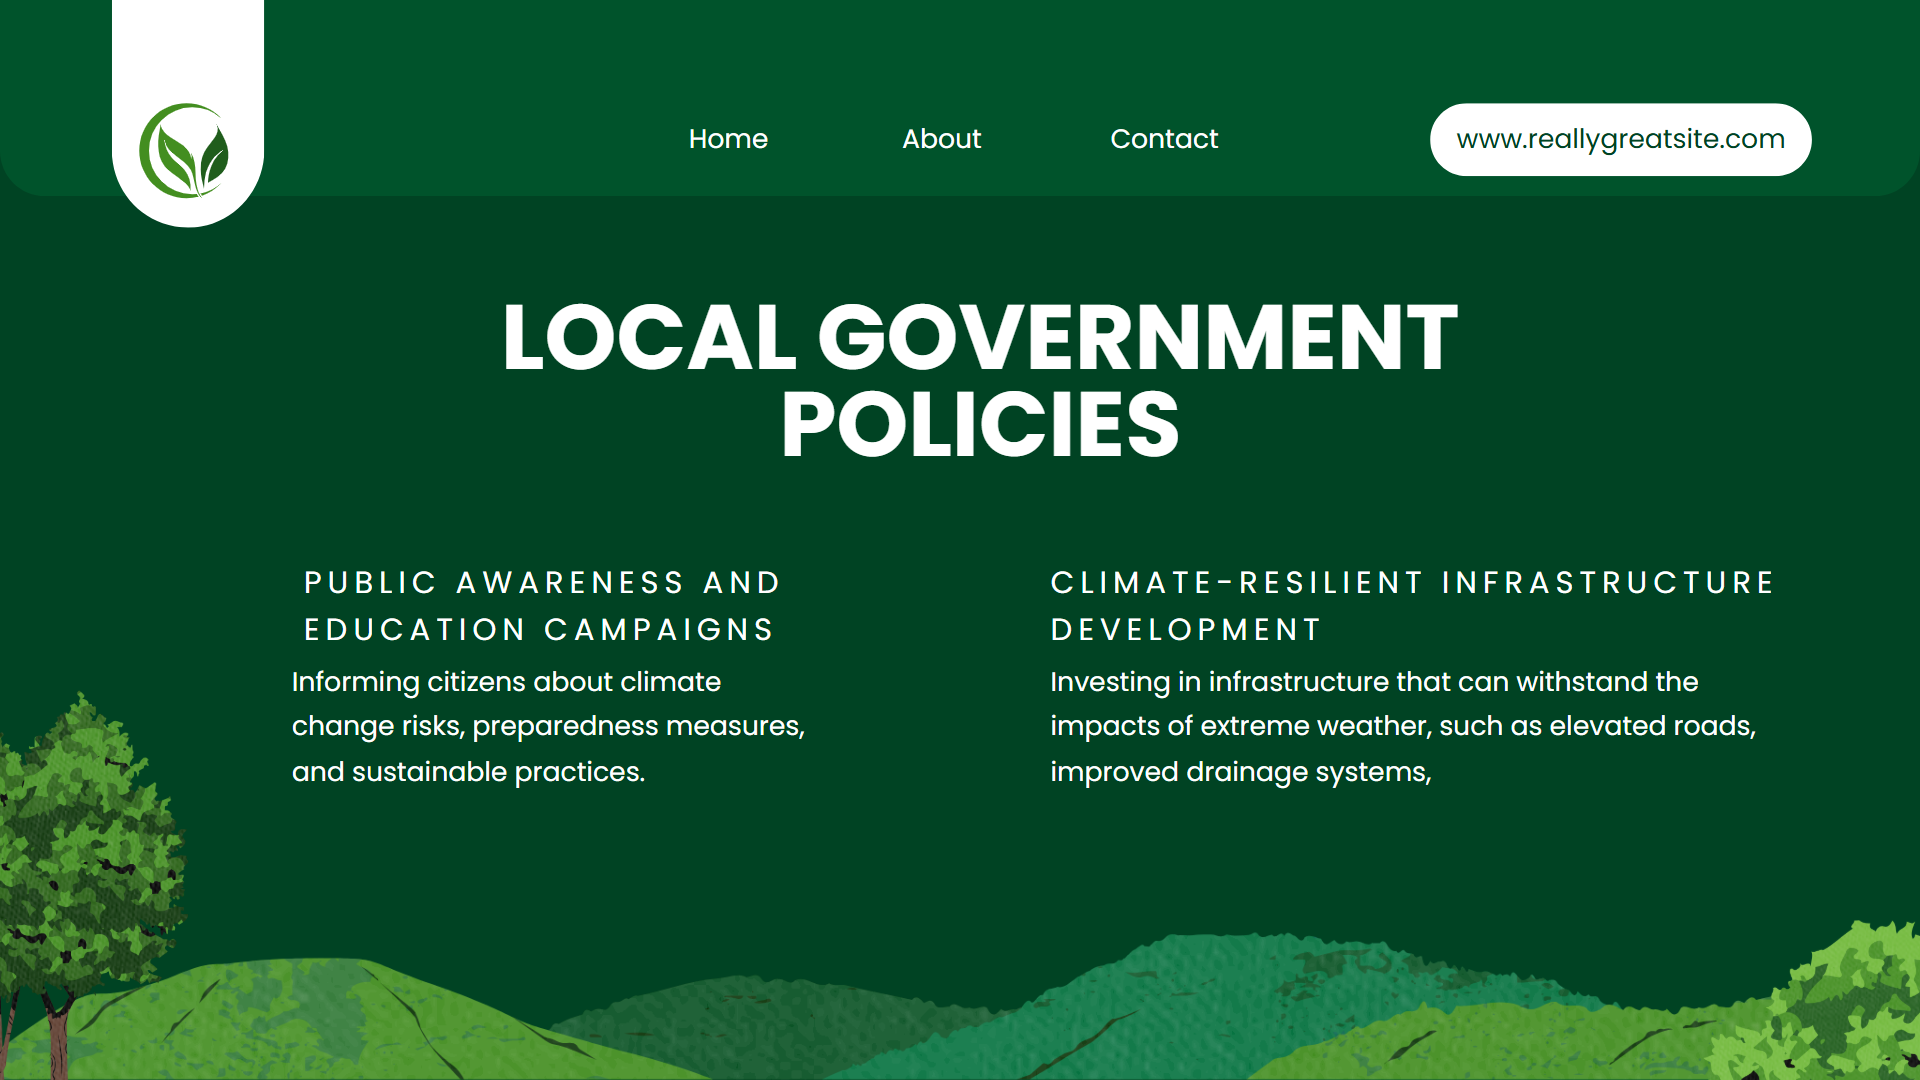 Home About Contact www.reallygreatsite.com
LOCAL GOVERNMENT
POLICIES
PUBLIC AWARENESS AND
EDUCATION CAMPAIGNS
Informing citizens about climate
change risks, preparedness measures,
and sustainable practices.
CLIMATE-RESILIENT INFRASTRUCTURE
DEVELOPMENT
Investing in infrastructure that can withstand the
impacts of extreme weather, such as elevated roads,
improved drainage systems,